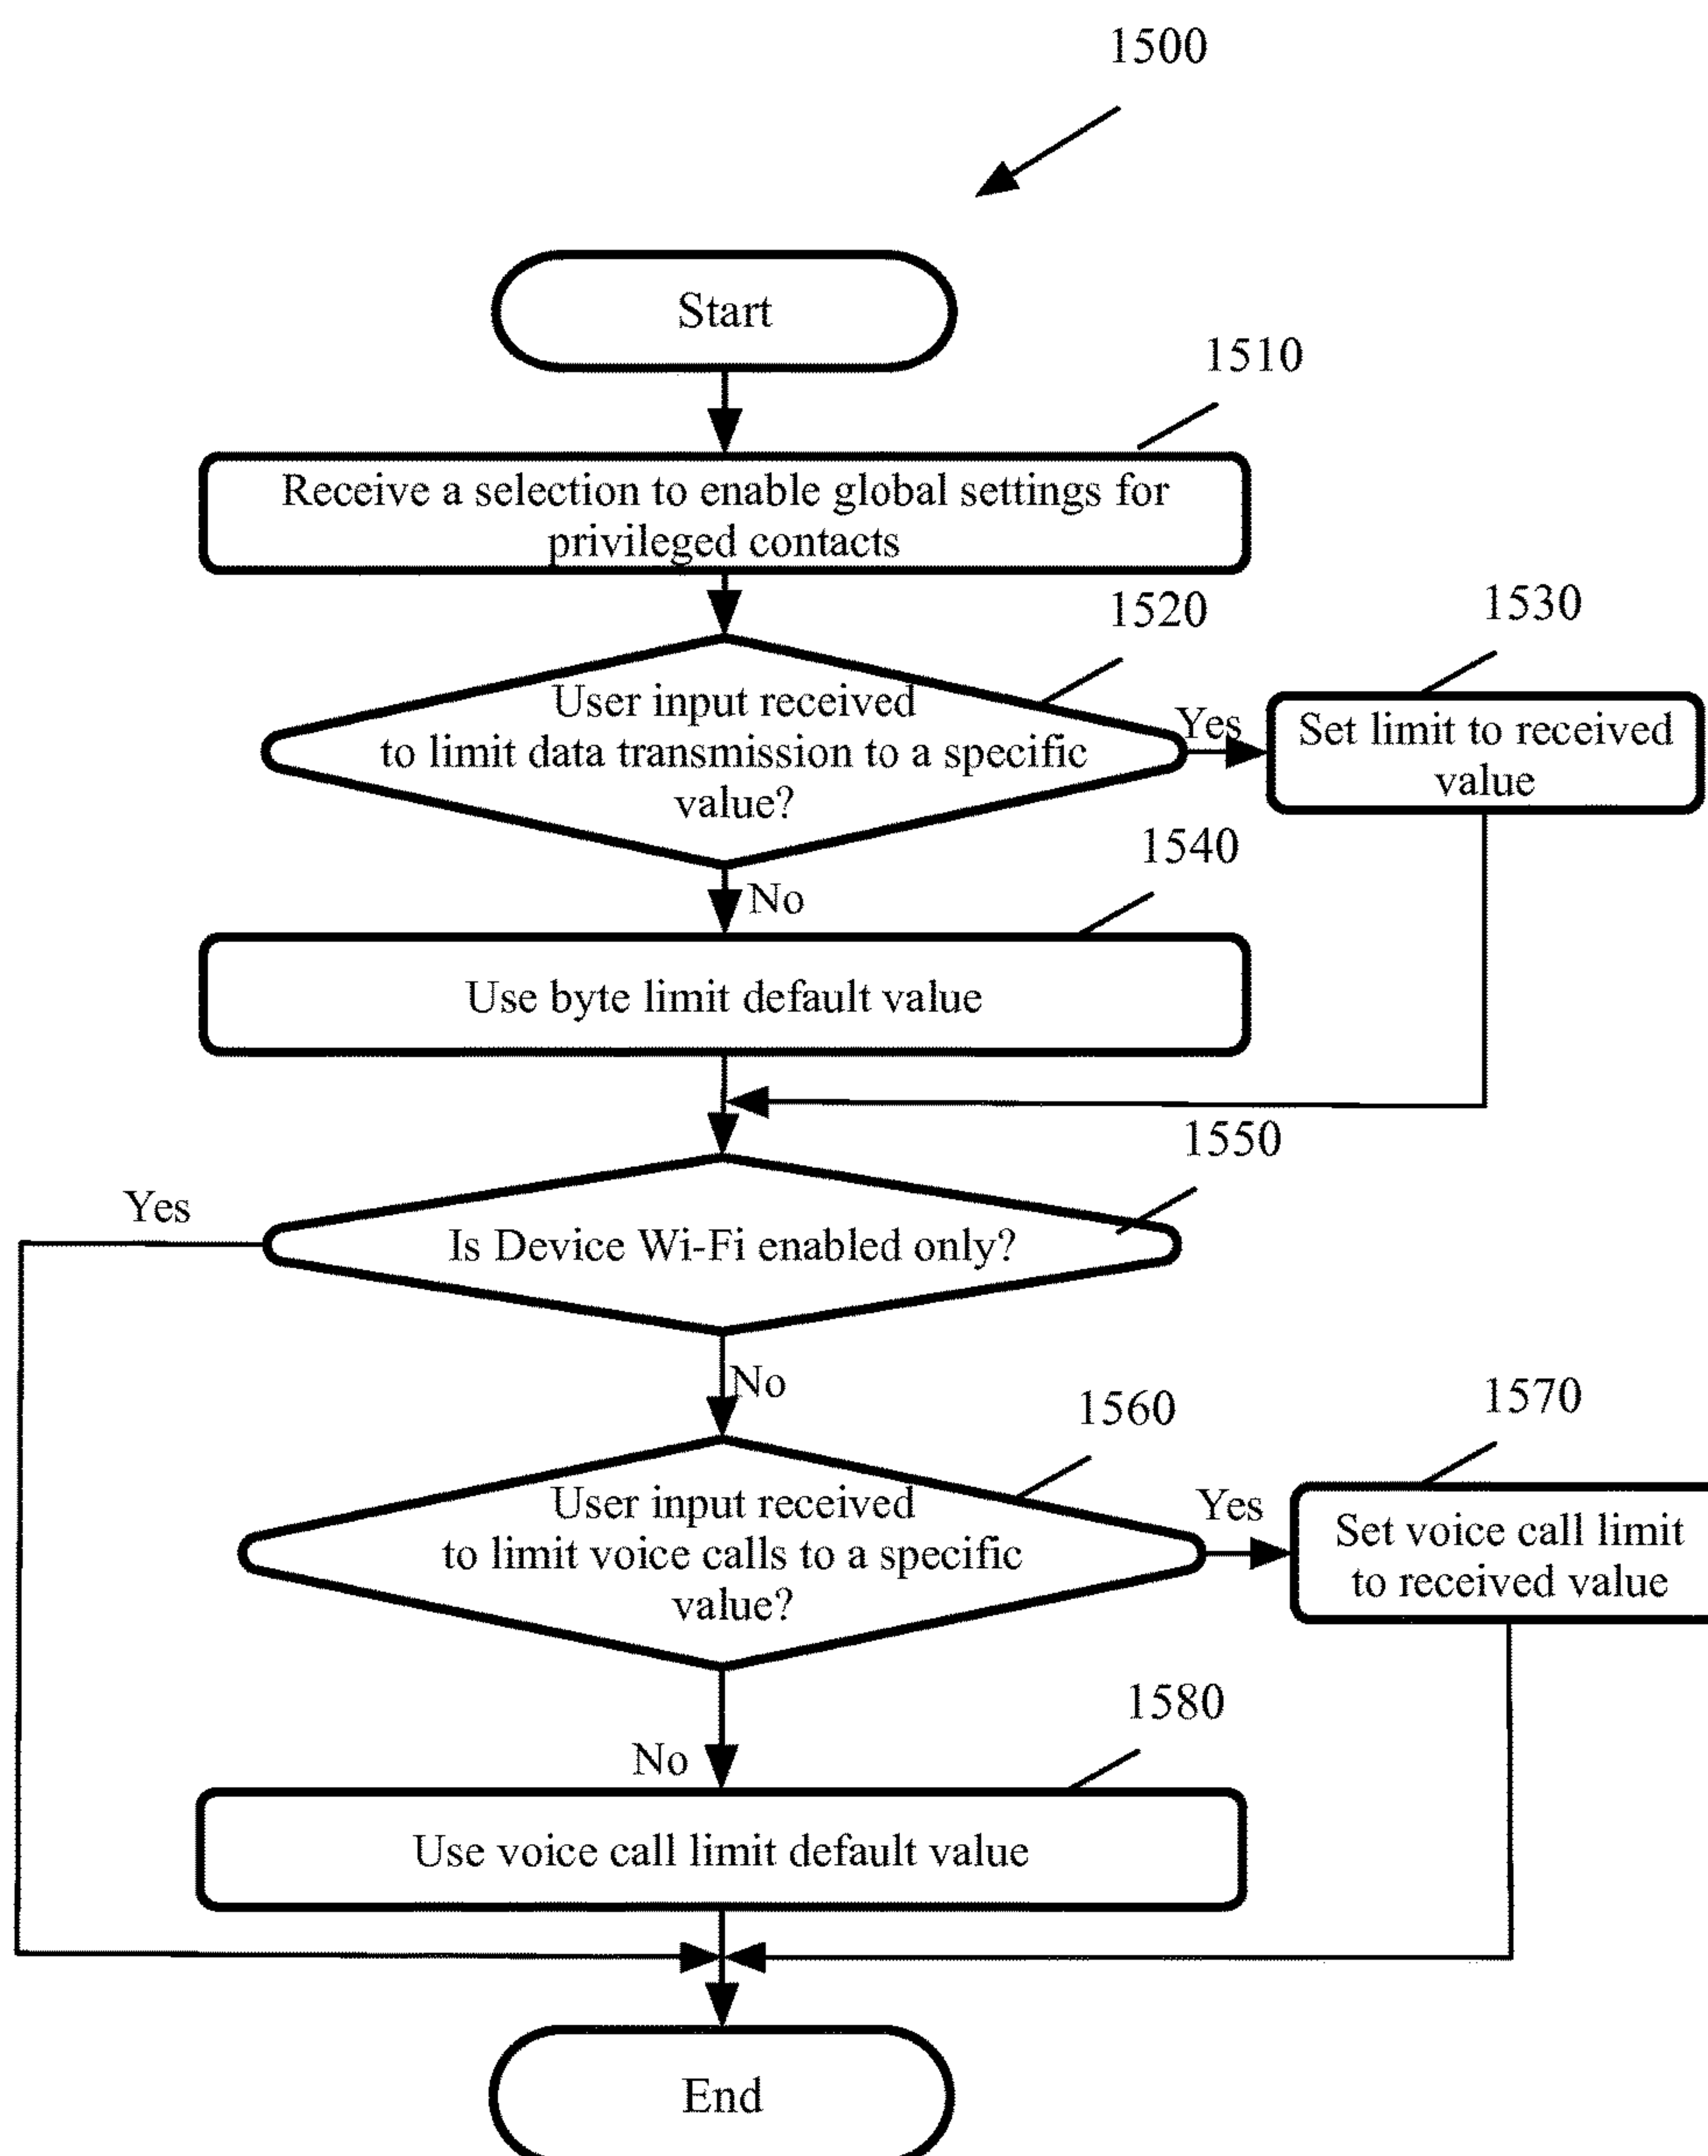 1500
Start
1510
Receive a selection to enable global settings for
privileged contacts
1520
1530
User input received
to limit data transmission to a specific
value?
Yes
Set limit to received
value
1540
No
Use byte limit default value
1550
Yes
Is Device Wi-Fi enabled only?
No
1560
1570
User input received
to limit voice calls to a specific
value?
Yes
Set voice call limit
to received value
1580
No
Use voice call limit default value
End